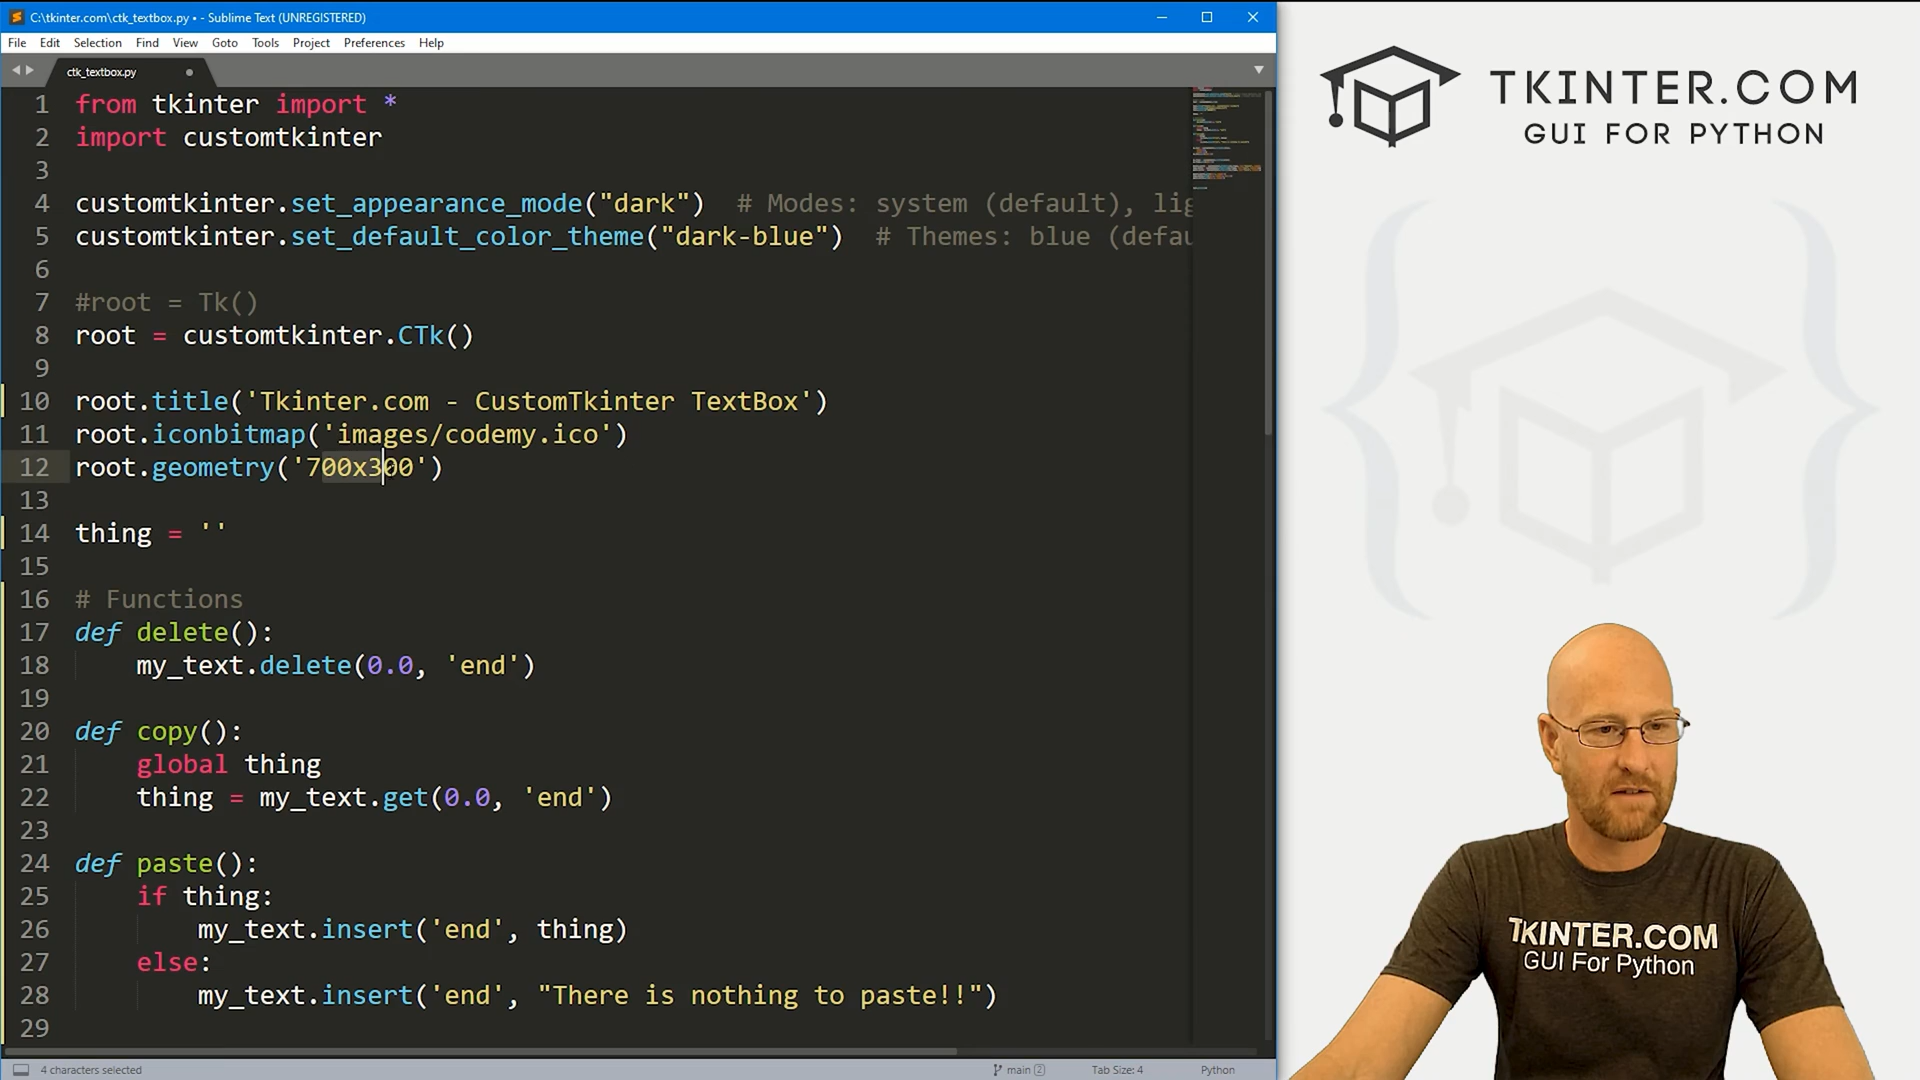 C:\tkinter.com\ctk_textbox.py • - Sublime Text (UNREGISTERED)
File Edit Selection Find View Goto Tools Project Preferences Help
ctk_textbox.py
1 from tkinter import *
2 import customtkinter
3
4 customtkinter.set_appearance_mode("dark")  # Modes: system (default), lig
5 customtkinter.set_default_color_theme("dark-blue")  # Themes: blue (defau
6
7 #root = Tk()
8 root = customtkinter.CTk()
9
10 root.title('Tkinter.com - CustomTkinter TextBox')
11 root.iconbitmap('images/codemy.ico')
12 root.geometry('700x300')
13
14 thing = ''
15
16 # Functions
17 def delete():
18     my_text.delete(0.0, 'end')
19
20 def copy():
21     global thing
22     thing = my_text.get(0.0, 'end')
23
24 def paste():
25     if thing:
26         my_text.insert('end', thing)
27     else:
28         my_text.insert('end', "There is nothing to paste!!")
29
4 characters selected
main 2
Tab Size: 4
Python
TKINTER.COM
GUI FOR PYTHON
TKINTER.COM
GUI For Python